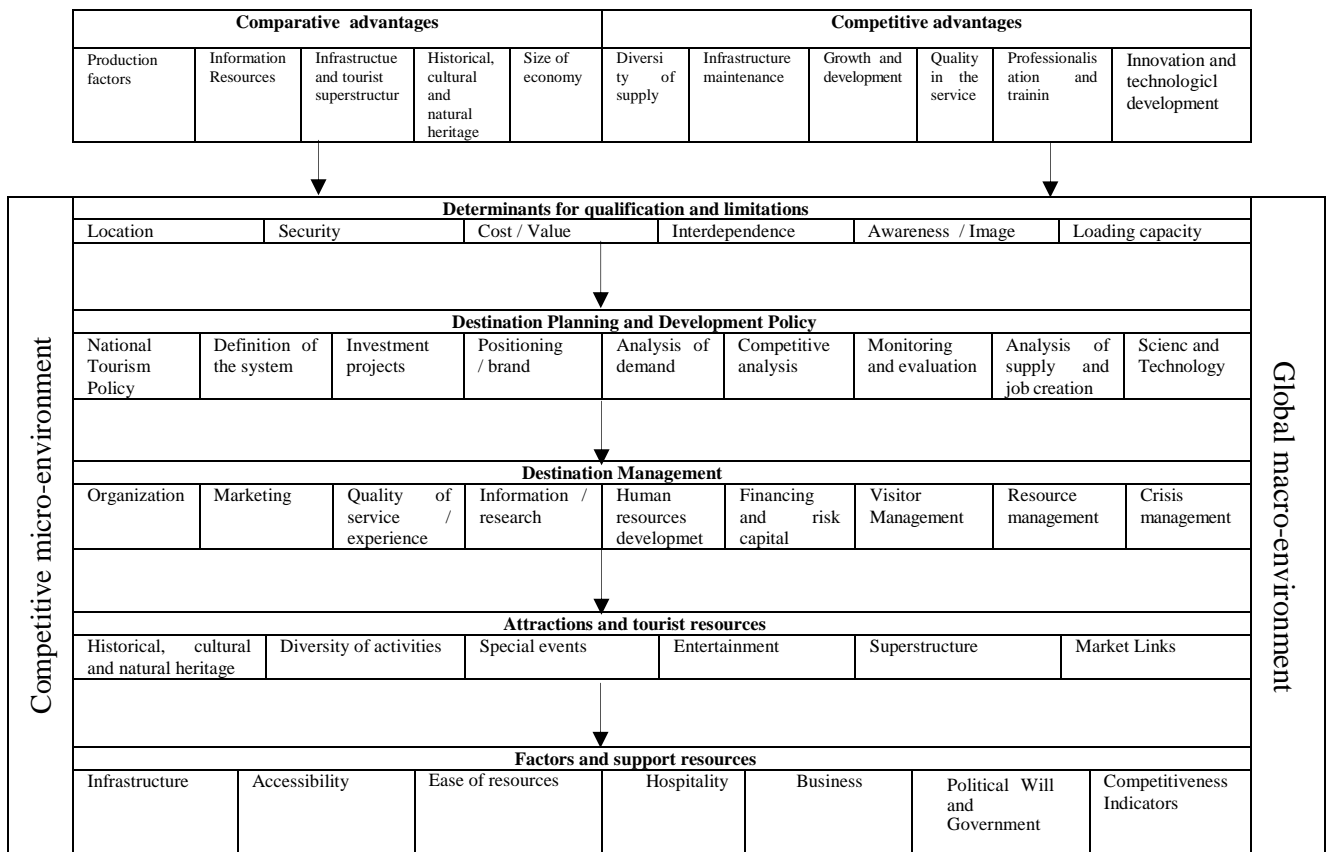 Comparative advantages
Competitive advantages
Production
factors
Information
Resources
Infrastructue
and tourist
superstructur
Historical,
cultural
and
natural
heritage
Size of
economy
Diversi
ty of
supply
Infrastructure
maintenance
Growth and
development
Quality
in the
service
Professionalis
ation and
trainin
Innovation and
technologicl
development
Competitive micro-environment
Determinants for qualification and limitations
Location
Security
Cost / Value
Interdependence
Awareness / Image
Loading capacity
Destination Planning and Development Policy
National
Tourism
Policy
Definition of
the system
Investment
projects
Positioning
/ brand
Analysis of
demand
Competitive
analysis
Monitoring
and evaluation
Analysis of
supply and
job creation
Scienc and
Technology
Destination Management
Organization
Marketing
Quality of
service /
experience
Information /
research
Human
resources
developmet
Financing
and risk
capital
Visitor
Management
Resource
management
Crisis
management
Attractions and tourist resources
Historical, cultural
and natural heritage
Diversity of activities
Special events
Entertainment
Superstructure
Market Links
Factors and support resources
Infrastructure
Accessibility
Ease of resources
Hospitality
Business
Political Will
and
Government
Competitiveness
Indicators
Global macro-environment